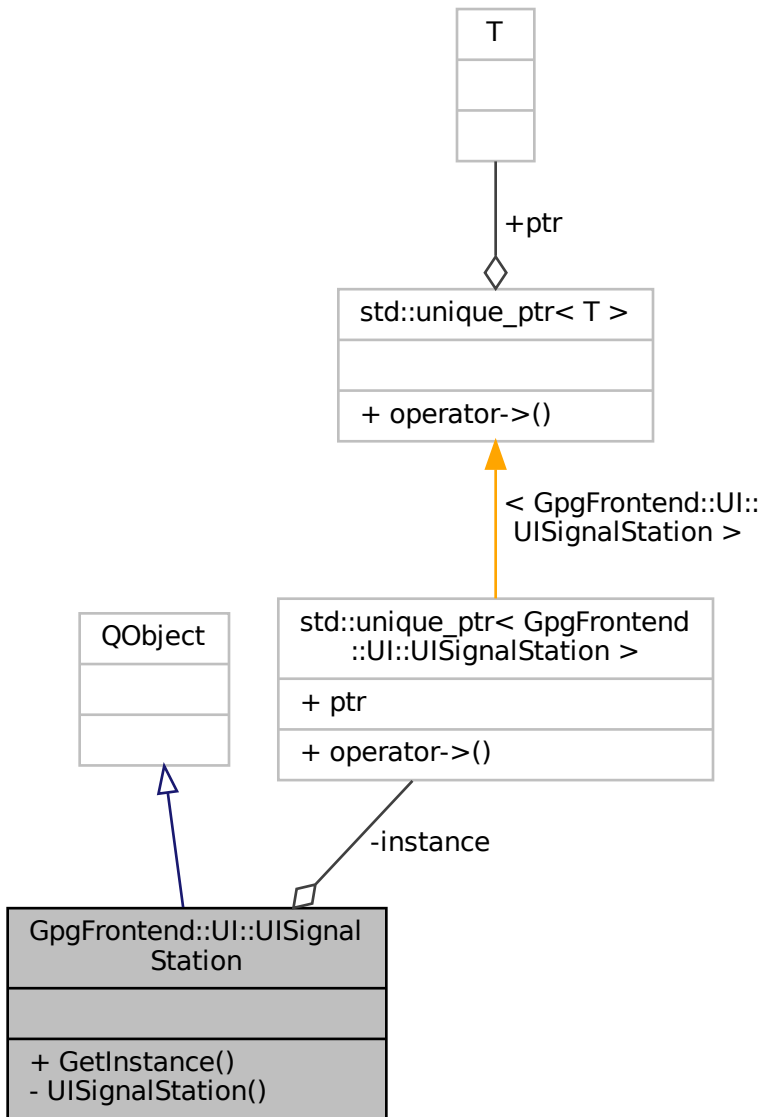 T
+ptr
std::unique_ptr< T >
+ operator->()
< GpgFrontend::UI::
UISignalStation >
QObject
std::unique_ptr< GpgFrontend
::UI::UISignalStation >
+ ptr
+ operator->()
-instance
GpgFrontend::UI::UISignal
Station
+ GetInstance()
- UISignalStation()